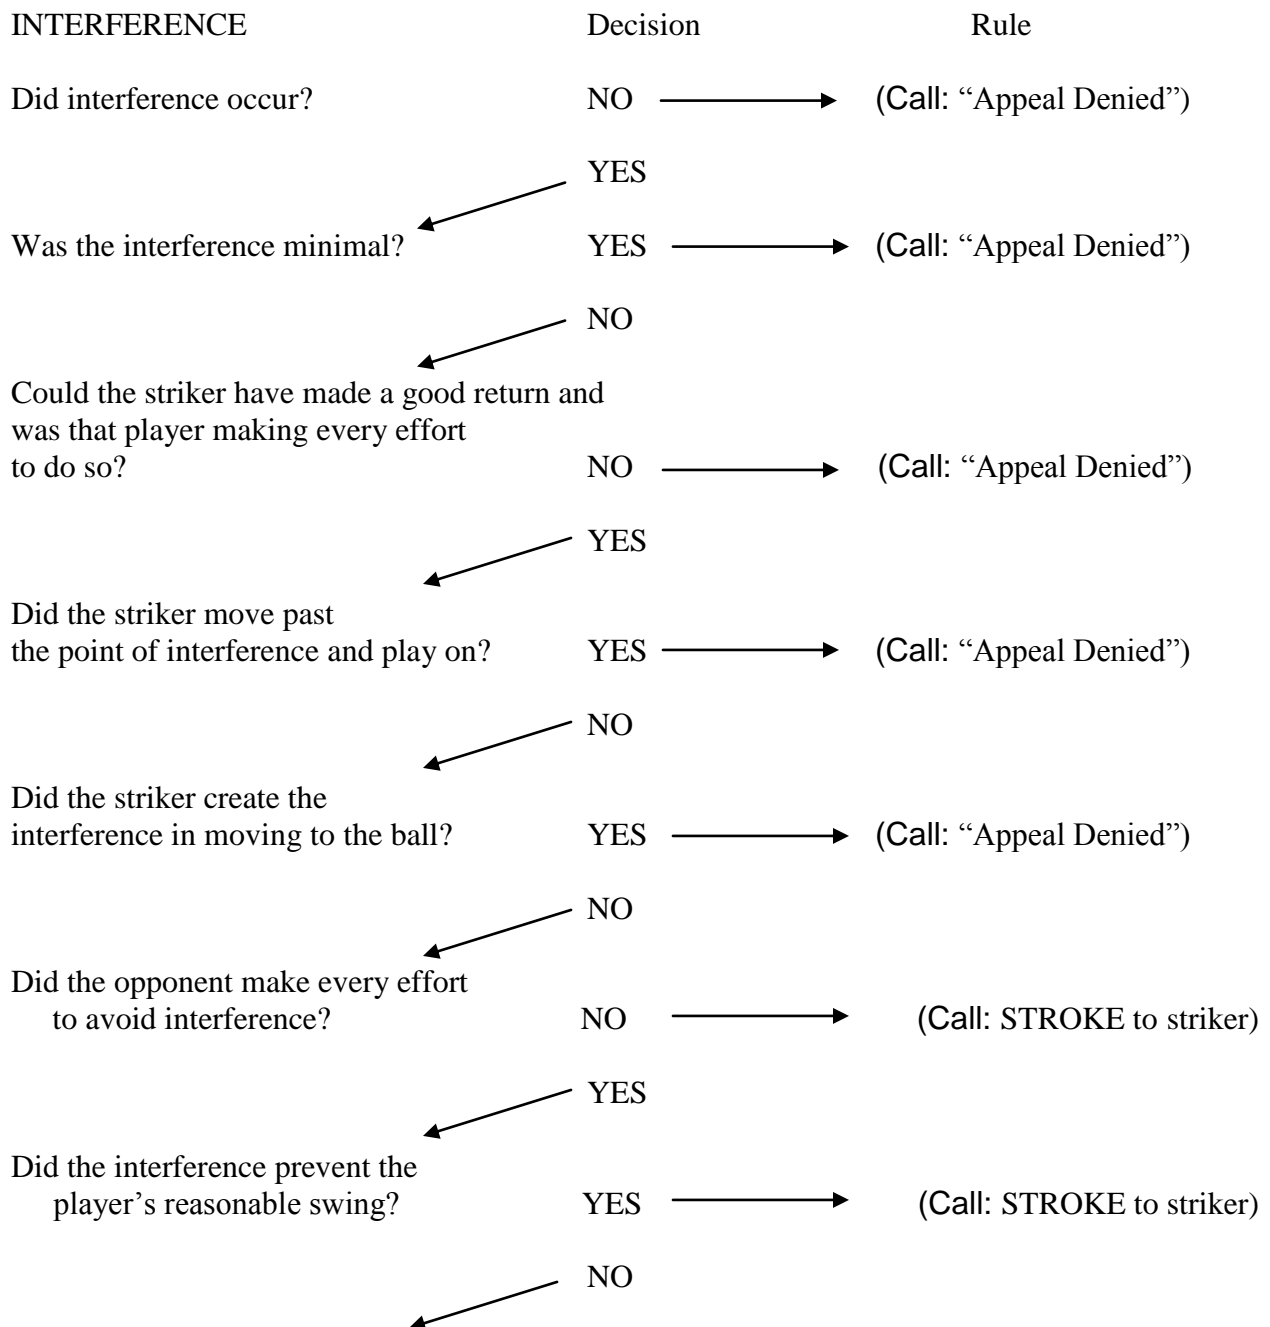 INTERFERENCE Decision Rule
Did interference occur? NO (Call: “Appeal Denied”)
YES
Was the interference minimal? YES (Call: “Appeal Denied”)
NO
Could the striker have made a good return and
was that player making every effort
to do so? NO (Call: “Appeal Denied”)
YES
Did the striker move past
the point of interference and play on? YES (Call: “Appeal Denied”)
NO
Did the striker create the
interference in moving to the ball? YES (Call: “Appeal Denied”)
NO
Did the opponent make every effort
to avoid interference? NO (Call: STROKE to striker)
YES
Did the interference prevent the
player’s reasonable swing? YES (Call: STROKE to striker)
NO